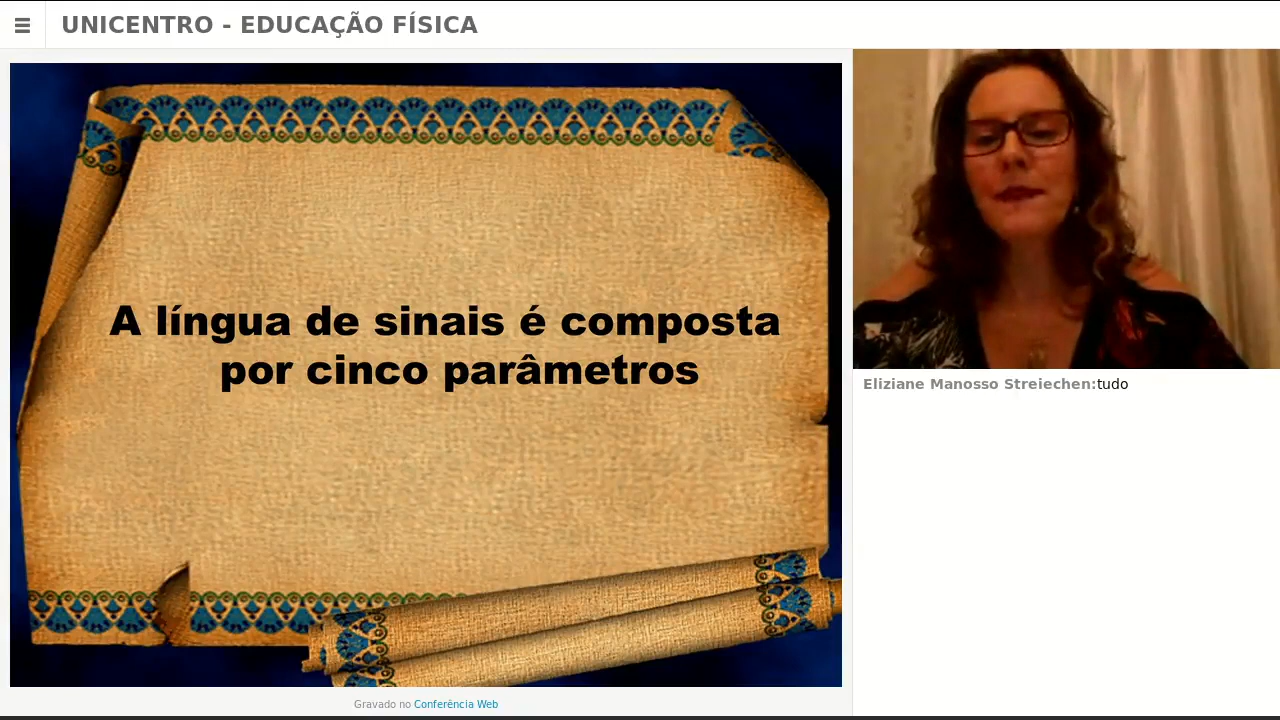 UNICENTRO - EDUCAÇÃO FÍSICA
A língua de sinais é composta
por cinco parâmetros
Eliziane Manosso Streiechen:tudo
Gravado no Conferência Web